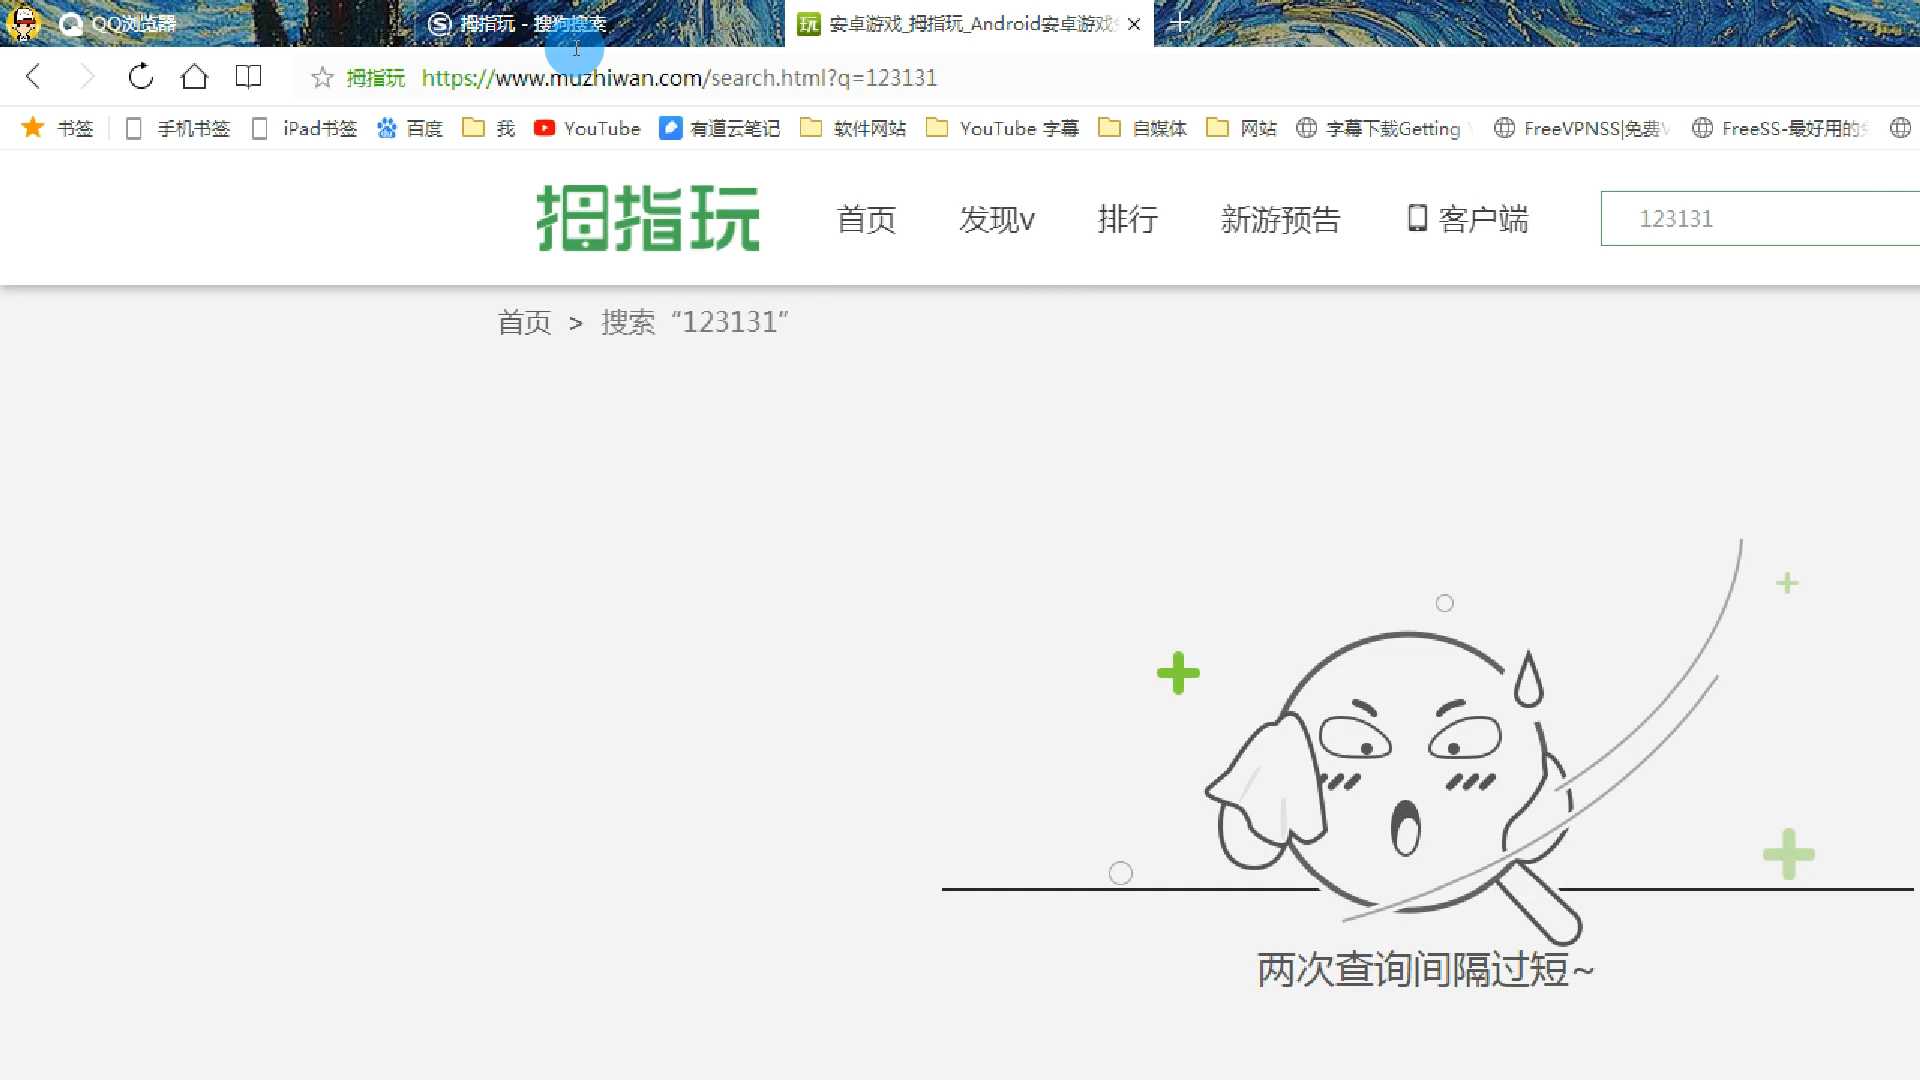 QQ浏览器
拇指玩 - 搜狗搜索
玩 安卓游戏_拇指玩_Android安卓游戏
拇指玩 https://www.muzhiwan.com/search.html?q=123131
书签 手机书签 iPad书签 百度 我 YouTube 有道云笔记 软件网站 YouTube 字幕 自媒体 网站 字幕下载Getting FreeVPNSS|免费 FreeSS-最好用的
拇指玩 首页 发现v 排行 新游预告 客户端 123131
首页 > 搜索 “123131”
两次查询间隔过短~